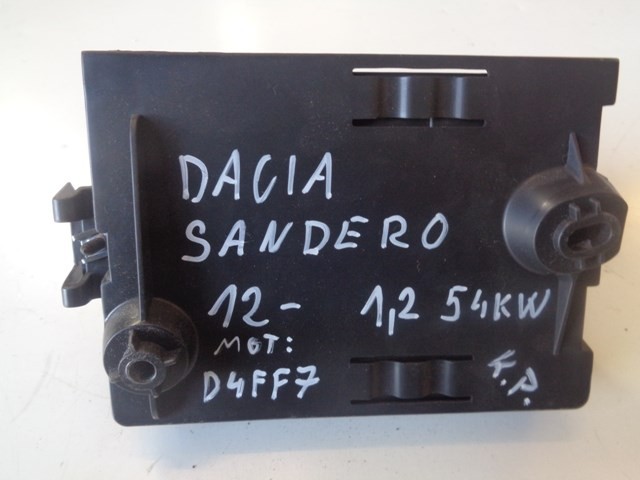 DACIA
SANDERO
12- 1,2 54KW
MOT:
D4FF7 K.P.